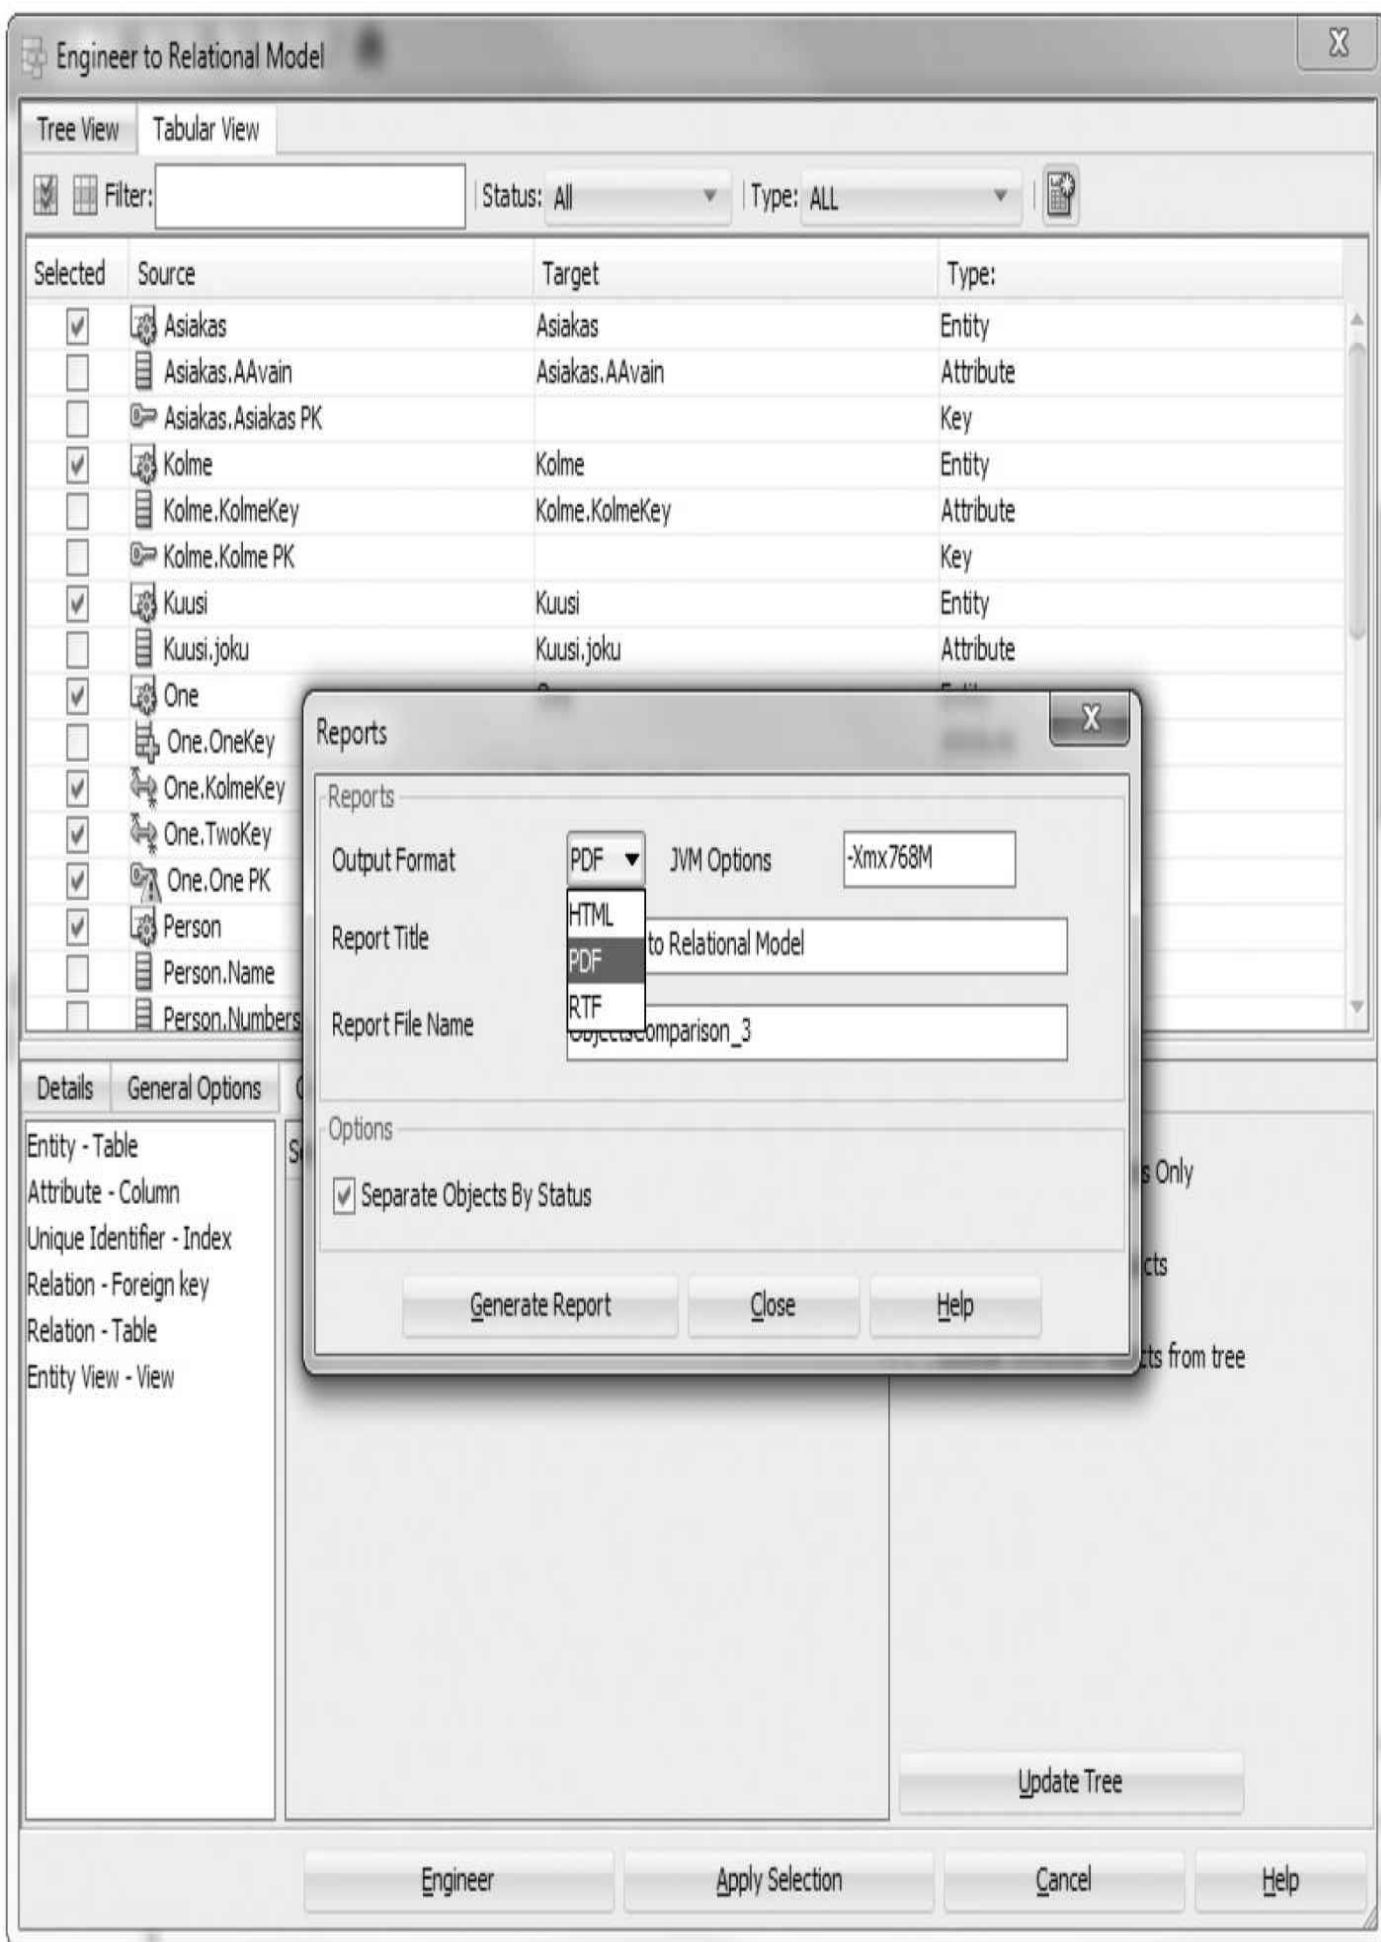 Engineer to Relational Model
X
Tree View Tabular View
Filter: Status: All Type: ALL
Selected Source Target Type:
Asiakas Asiakas Entity
Asiakas.AAvain Asiakas.AAvain Attribute
Asiakas.Asiakas PK Key
Kolme Kolme Entity
Kolme.KolmeKey Kolme.KolmeKey Attribute
Kolme.Kolme PK Key
Kuusi Kuusi Entity
Kuusi.joku Kuusi.joku Attribute
One
One.OneKey
One.KolmeKey
One.TwoKey
One.One PK
Person
Person.Name
Person.Numbers
Reports
X
Reports
Output Format PDF JVM Options -Xmx768M
HTML
PDF
RTF
Report Title to Relational Model
Report File Name ObjectsComparison_3
Options
Separate Objects By Status
Generate Report Close Help
Details General Options
Entity - Table
Attribute - Column
Unique Identifier - Index
Relation - Foreign key
Relation - Table
Entity View - View
s Only
cts
cts from tree
Update Tree
Engineer Apply Selection Cancel Help